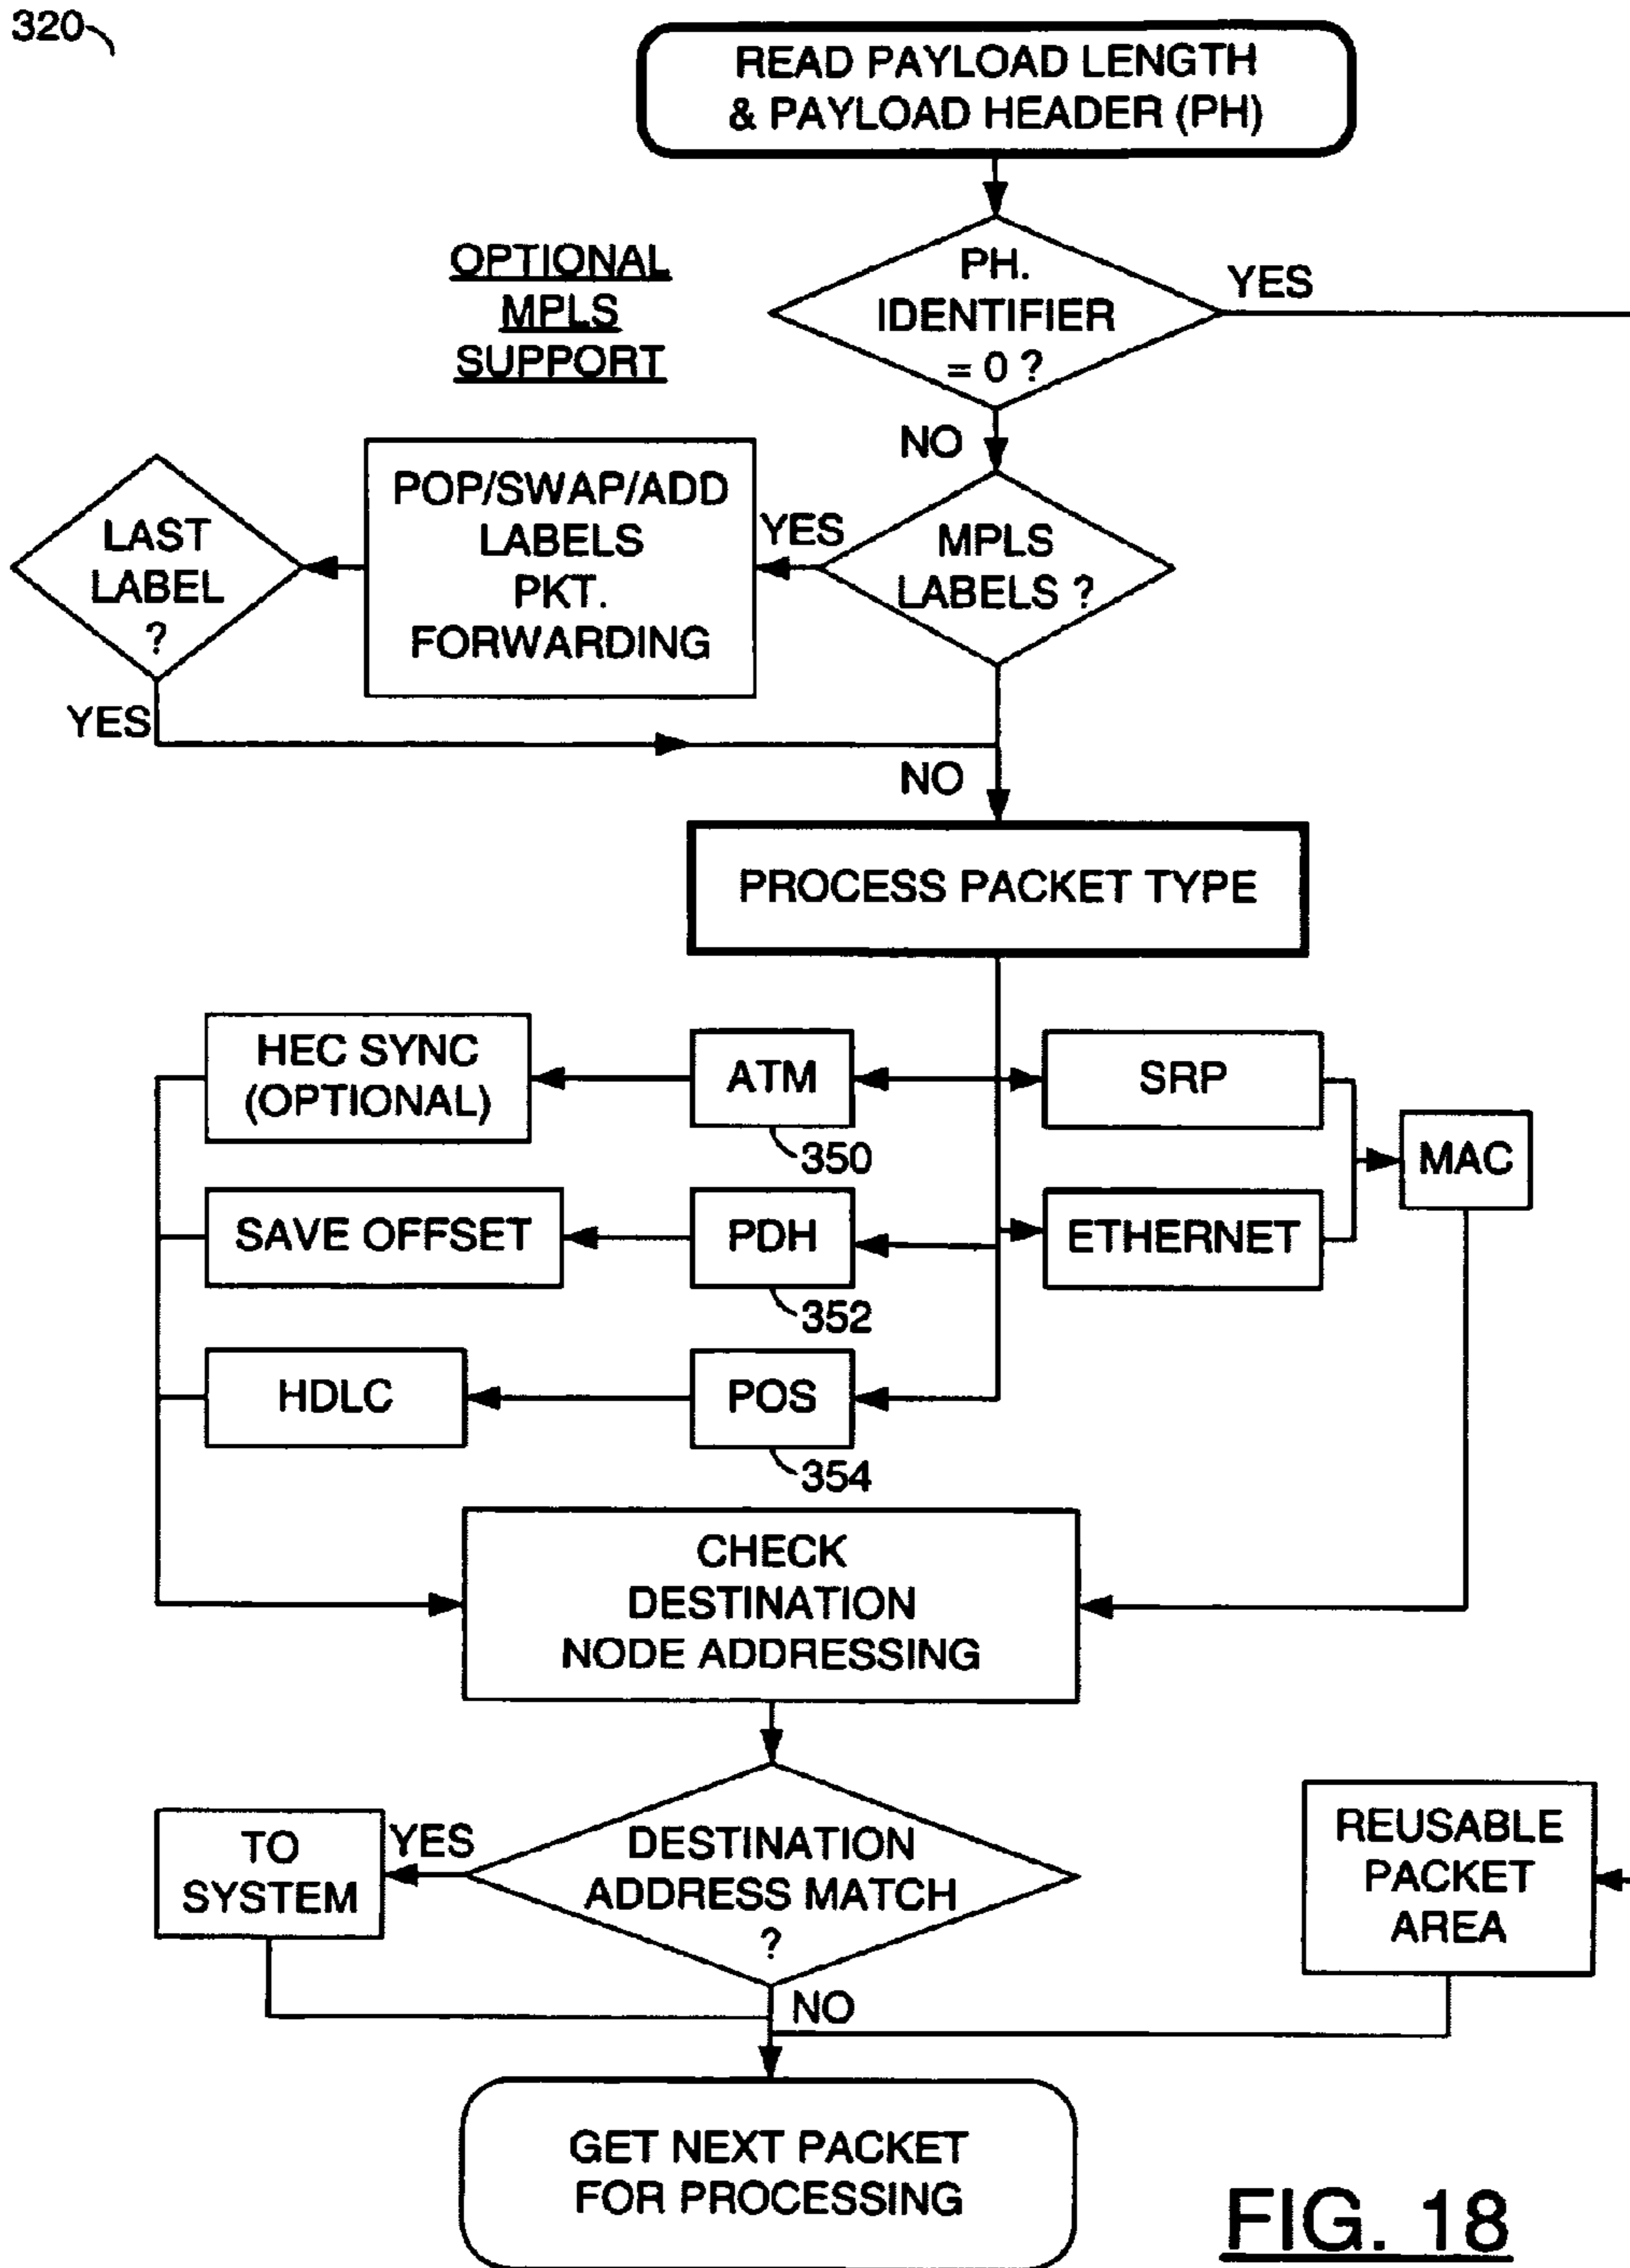 320
READ PAYLOAD LENGTH
& PAYLOAD HEADER (PH)
OPTIONAL
MPLS
SUPPORT
PH.
IDENTIFIER
= 0 ?
YES
NO
LAST
LABEL
?
POP/SWAP/ADD
LABELS
PKT.
FORWARDING
YES
MPLS
LABELS ?
YES
NO
PROCESS PACKET TYPE
HEC SYNC
(OPTIONAL)
ATM
350
SRP
MAC
SAVE OFFSET
PDH
352
ETHERNET
HDLC
POS
354
CHECK
DESTINATION
NODE ADDRESSING
TO
SYSTEM
YES
DESTINATION
ADDRESS MATCH
?
NO
REUSABLE
PACKET
AREA
GET NEXT PACKET
FOR PROCESSING
FIG. 18